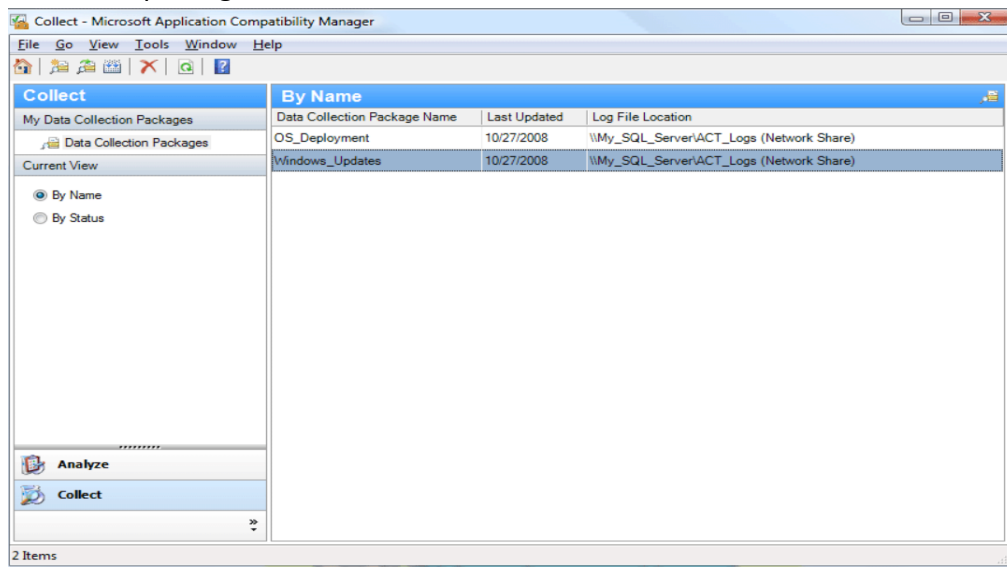 Collect - Microsoft Application Compatibility Manager
File Go View Tools Window Help
Collect
My Data Collection Packages
Data Collection Packages
Current View
By Name
By Status
Analyze
Collect
By Name
Data Collection Package Name Last Updated Log File Location
OS_Deployment 10/27/2008 \\My_SQL_Server\ACT_Logs (Network Share)
Windows_Updates 10/27/2008 \\My_SQL_Server\ACT_Logs (Network Share)
2 Items